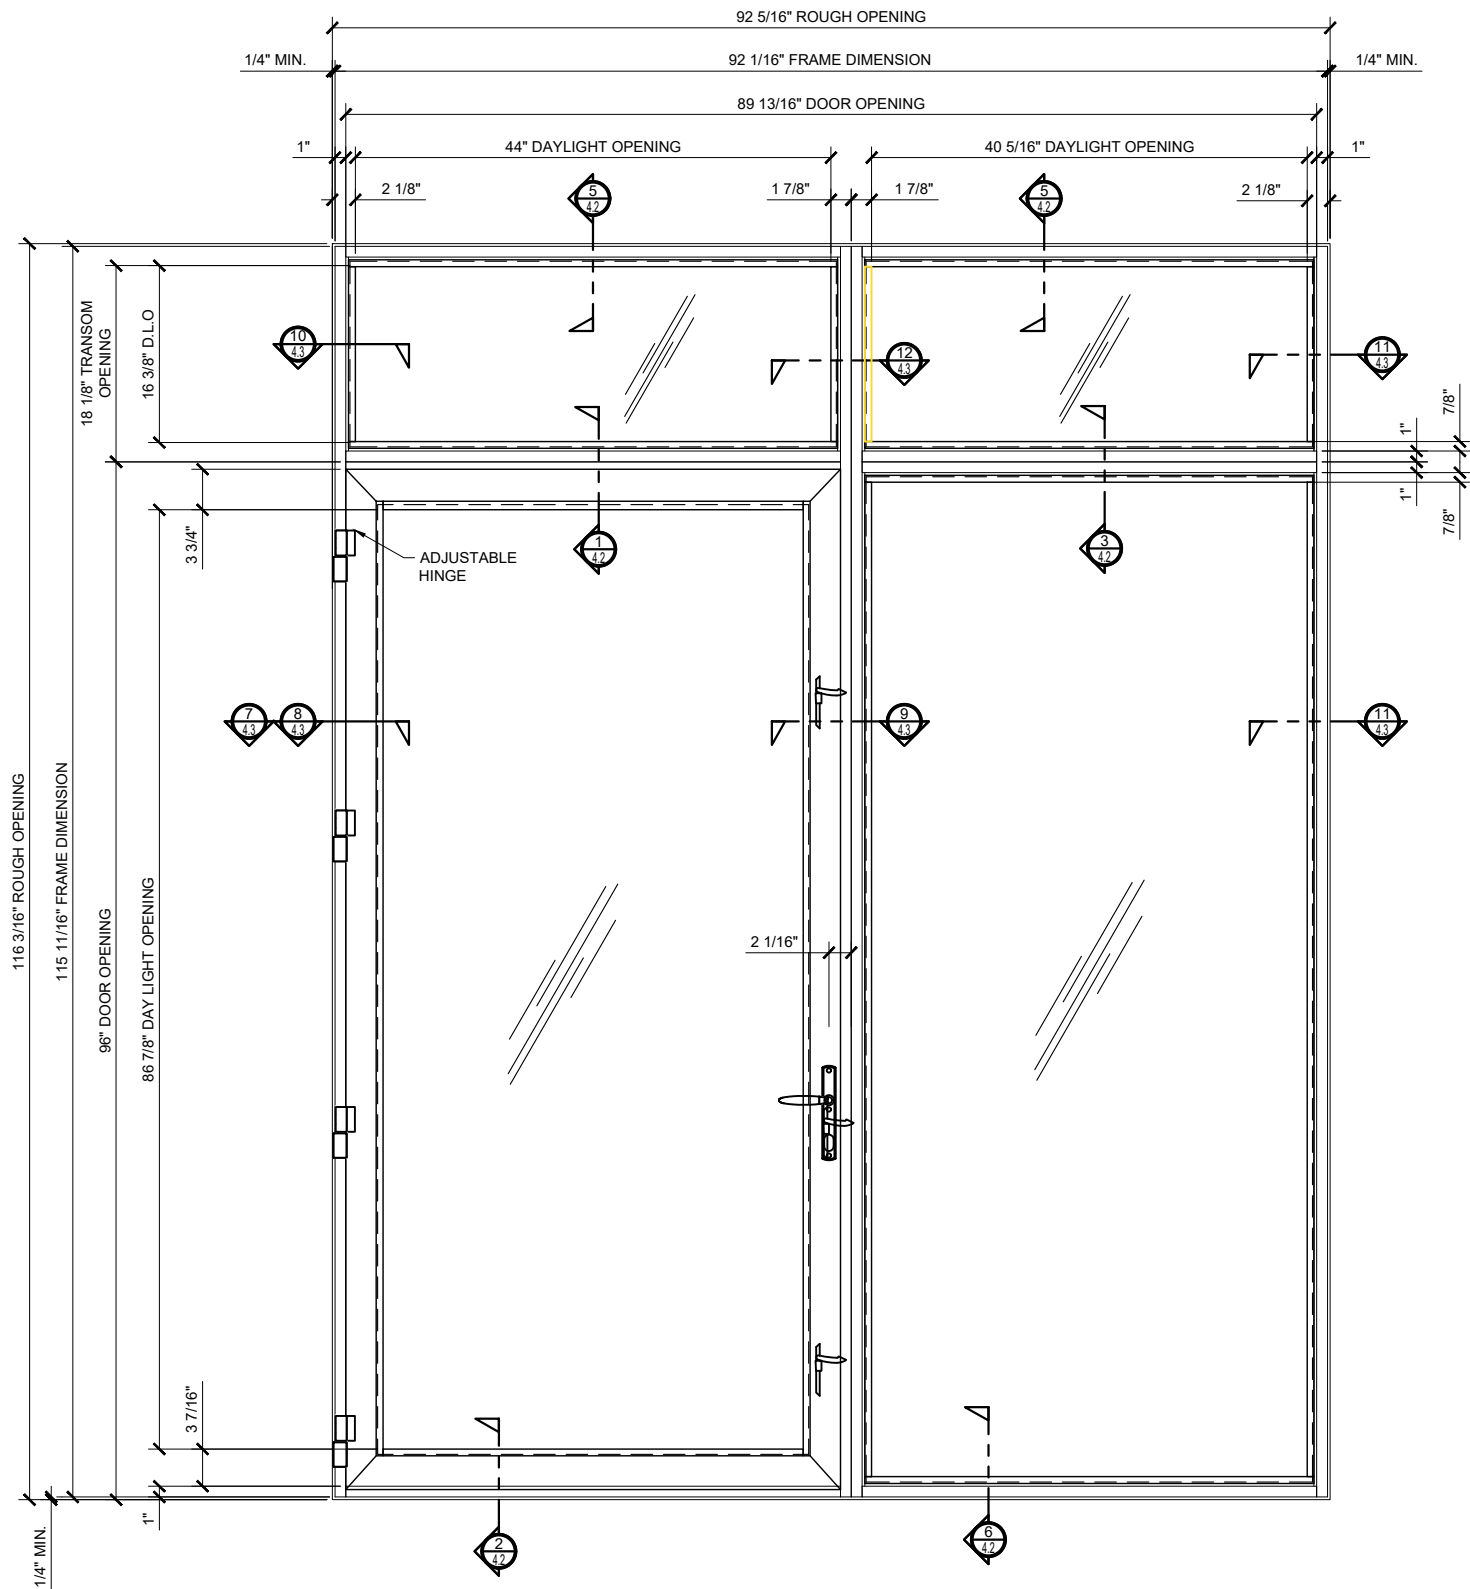 92 5/16" ROUGH OPENING
1/4" MIN.
92 1/16" FRAME DIMENSION
1/4" MIN.
89 13/16" DOOR OPENING
1"
44" DAYLIGHT OPENING
40 5/16" DAYLIGHT OPENING
1"
2 1/8"
5
4.2
1 7/8"
1 7/8"
5
4.2
2 1/8"
18 1/8" TRANSOM
OPENING
16 3/8" D.L.O
10
4.3
12
4.3
11
4.3
7/8"
1"
1"
7/8"
3 3/4"
ADJUSTABLE
HINGE
1
4.2
3
4.2
7
4.3
8
4.3
9
4.3
11
4.3
116 3/16" ROUGH OPENING
115 11/16" FRAME DIMENSION
96" DOOR OPENING
86 7/8" DAY LIGHT OPENING
2 1/16"
3 7/16"
1"
1/4" MIN.
2
4.2
6
4.2